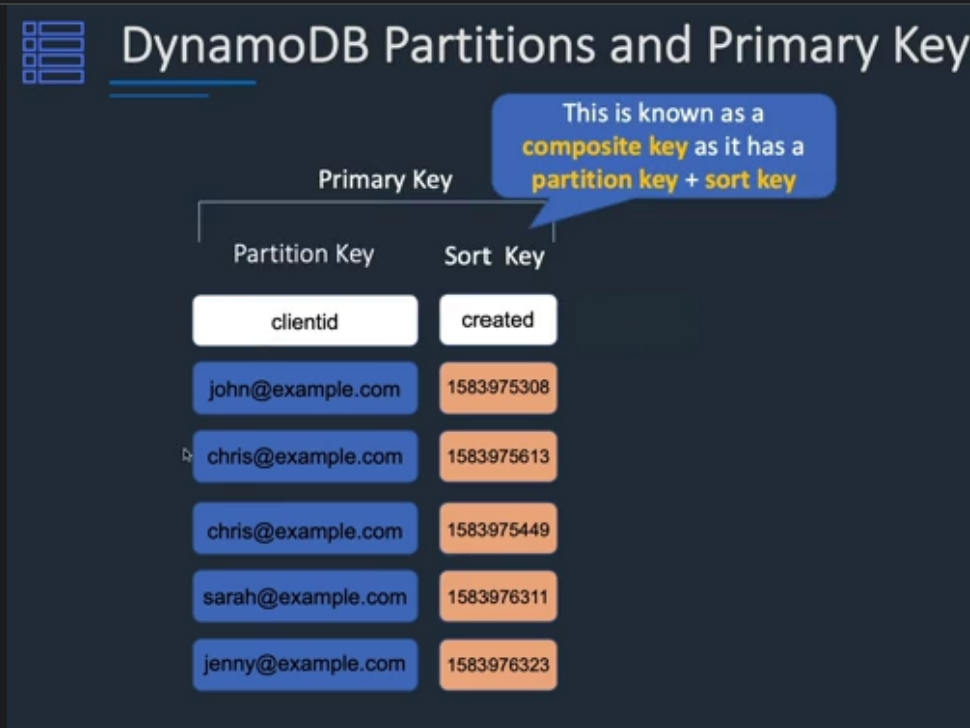 DynamoDB Partitions and Primary Key
This is known as a
composite key as it has a
partition key + sort key
Primary Key
Partition Key Sort Key
clientid created
john@example.com 1583975308
chris@example.com 1583975613
chris@example.com 1583975449
sarah@example.com 1583976311
jenny@example.com 1583976323